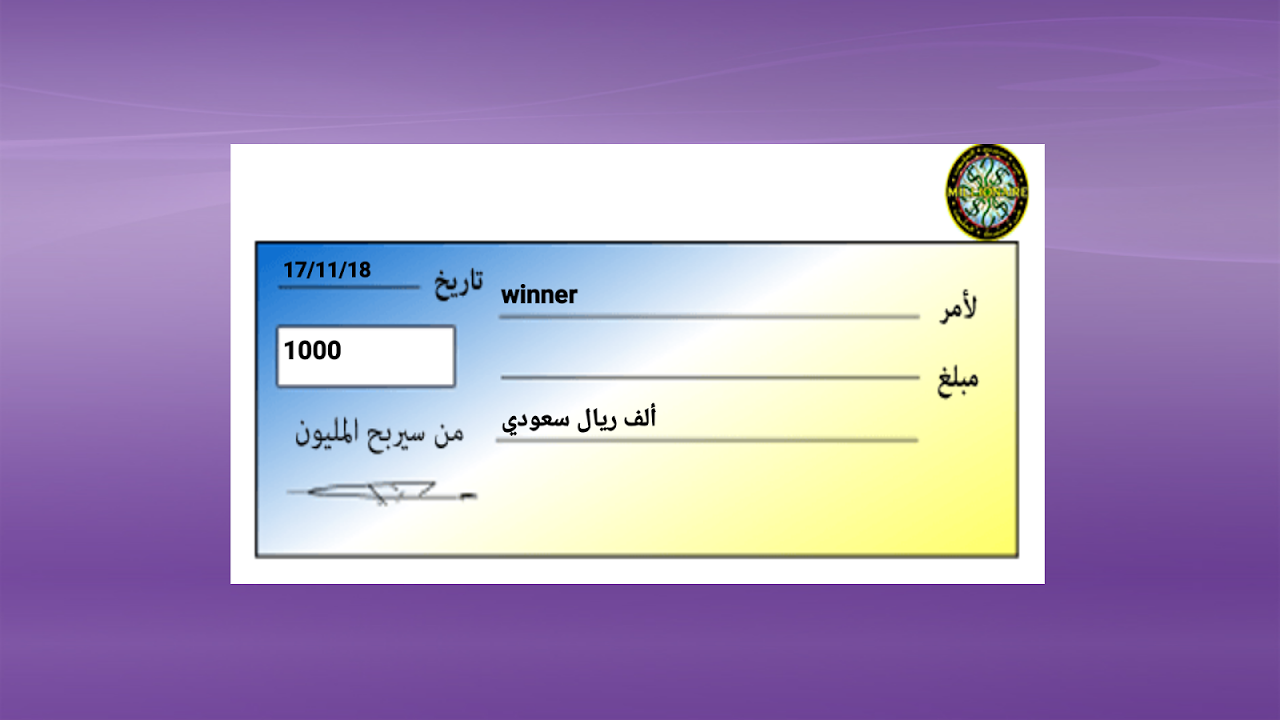 MILLIONAIRE
17/11/18 تاريخ
winner لأمر
1000
مبلغ
ألف ريال سعودي
من سيربح المليون